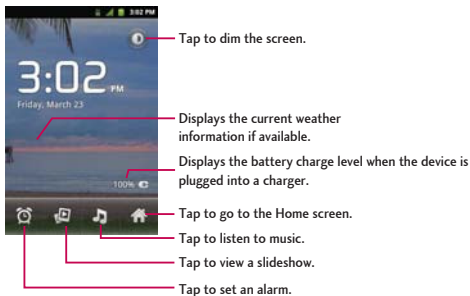 3:02 PM
Tap to dim the screen.
3:02 PM
Friday, March 23
Displays the current weather
information if available.
Displays the battery charge level when the device is
plugged into a charger.
100%
Tap to go to the Home screen.
Tap to listen to music.
Tap to view a slideshow.
Tap to set an alarm.